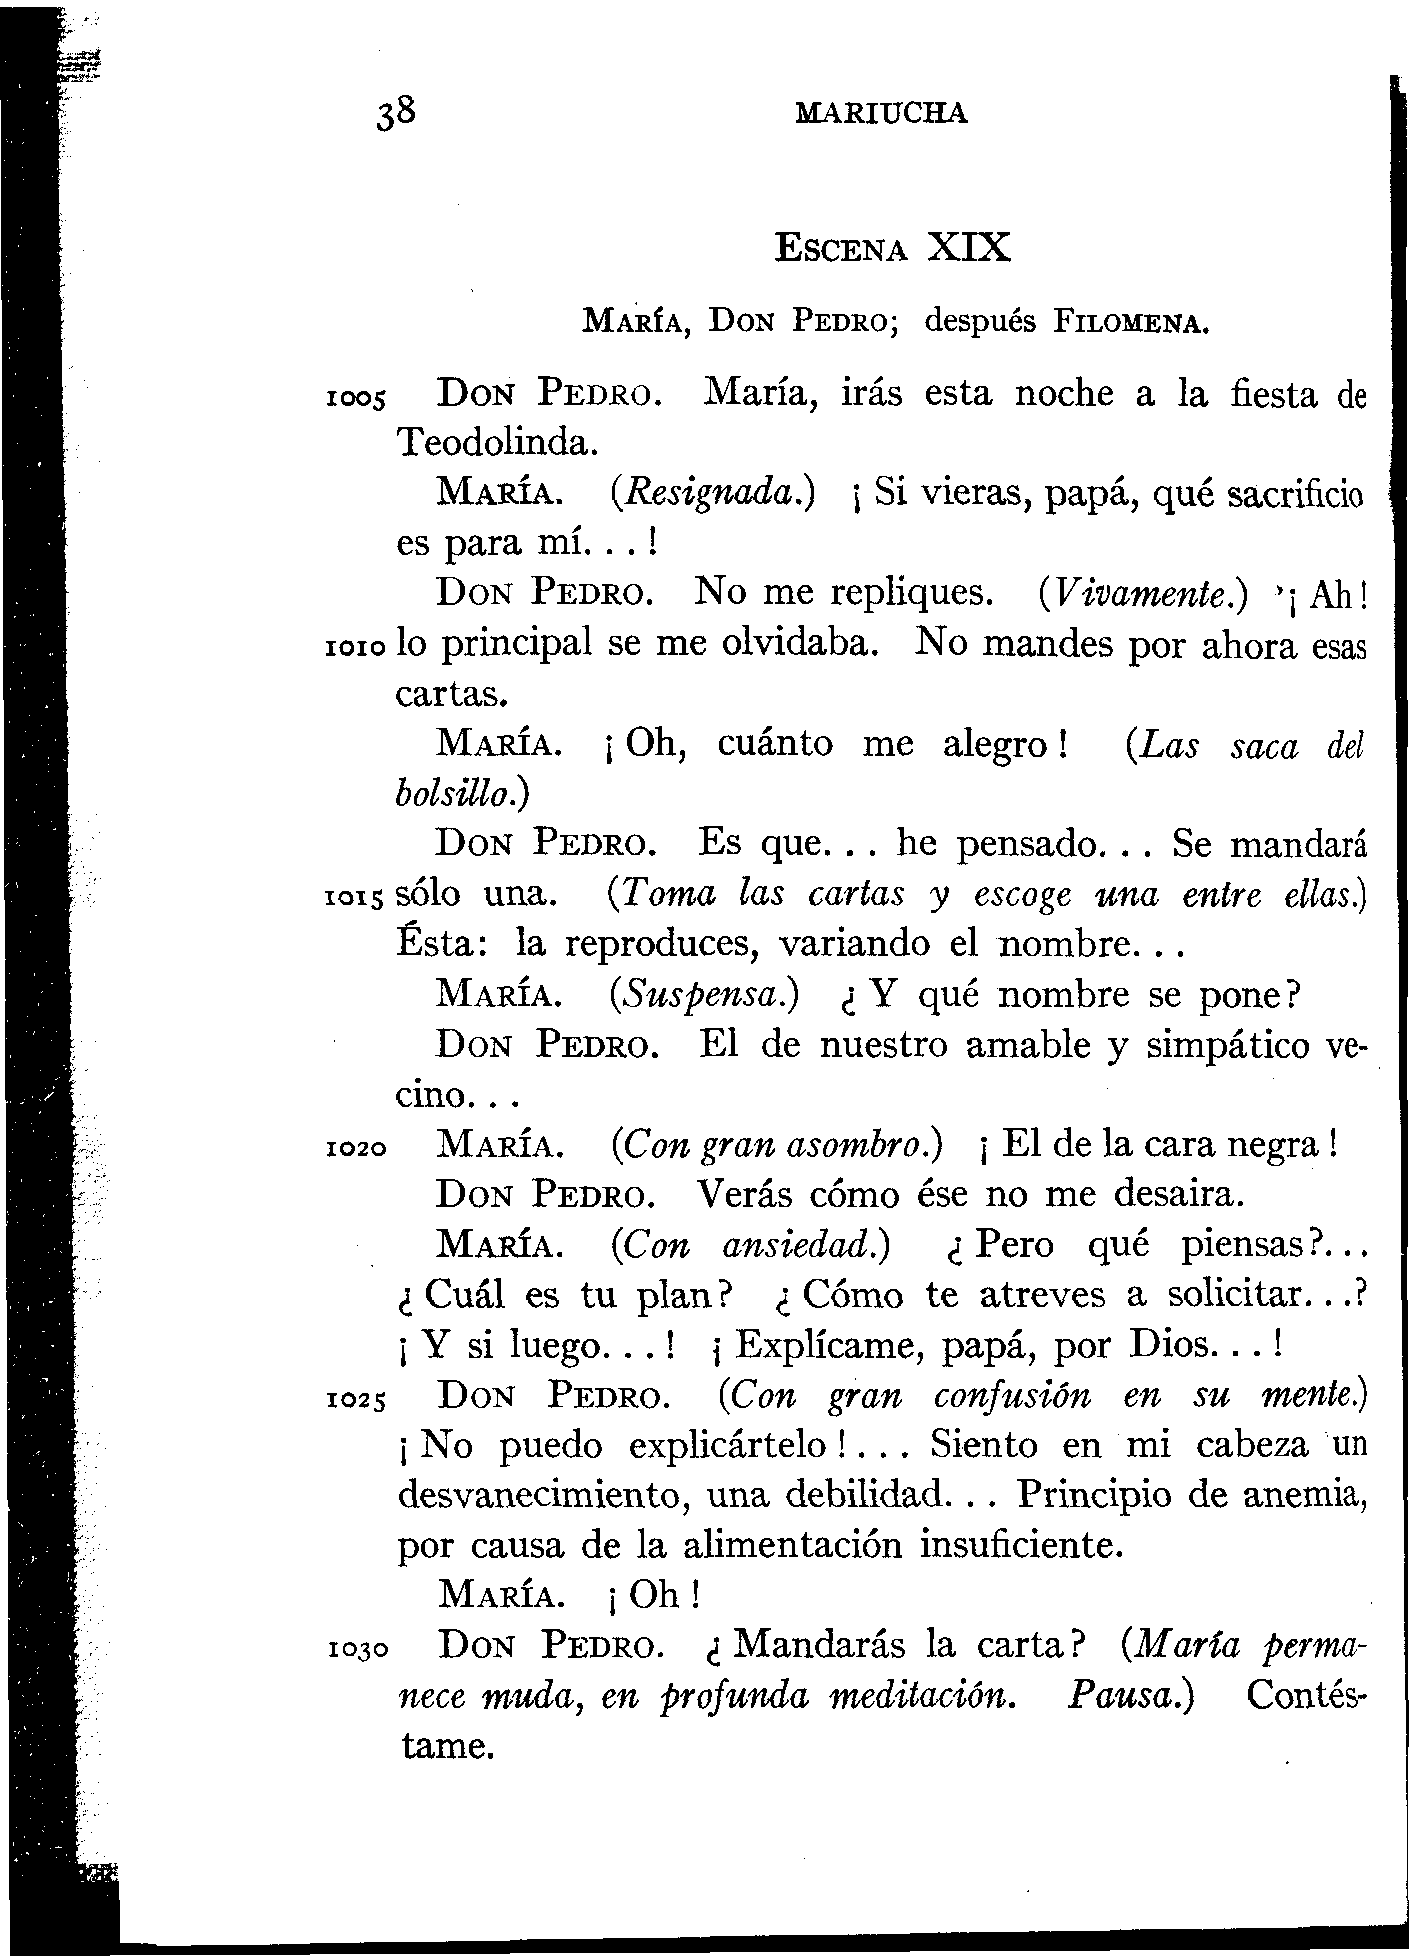 38 MARIUCHA
ESCENA XIX
MARÍA, DON PEDRO; después FILOMENA.
1005 DON PEDRO. María, irás esta noche a la fiesta de
Teodolinda.
MARÍA. (Resignada.) ¡ Si vieras, papá, qué sacrificio
es para mí. . . !
DON PEDRO. No me repliques. (Vivamente.) ¡ Ah!
1010 lo principal se me olvidaba. No mandes por ahora esas
cartas.
MARÍA. ¡ Oh, cuánto me alegro ! (Las saca del
bolsillo.)
DON PEDRO. Es que. . . he pensado. . . Se mandará
1015 sólo una. (Toma las cartas y escoge una entre ellas.)
Ésta: la reproduces, variando el nombre. . .
MARÍA. (Suspensa.) ¿ Y qué nombre se pone?
DON PEDRO. El de nuestro amable y simpático ve-
cino. . .
1020 MARÍA. (Con gran asombro.) ¡ El de la cara negra !
DON PEDRO. Verás cómo ése no me desaira.
MARÍA. (Con ansiedad.) ¿ Pero qué piensas?. . .
¿ Cuál es tu plan? ¿ Cómo te atreves a solicitar. . .?
¡ Y si luego. . . ! ¡ Explícame, papá, por Dios. . . !
1025 DON PEDRO. (Con gran confusión en su mente.)
¡ No puedo explicártelo ! . . . Siento en mi cabeza un
desvanecimiento, una debilidad. . . Principio de anemia,
por causa de la alimentación insuficiente.
MARÍA. ¡ Oh !
1030 DON PEDRO. ¿ Mandarás la carta? (María perma-
nece muda, en profunda meditación. Pausa.) Contés-
tame.